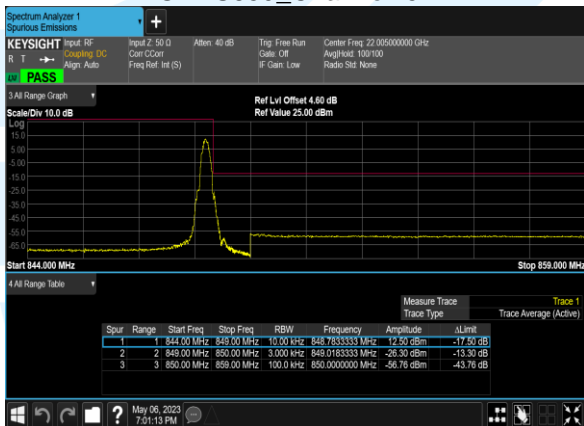 Spectrum Analyzer 1
Spurious Emissions
KEYSIGHT Input: RF Input Z: 50 Ω Atten: 40 dB Trig: Free Run Center Freq: 22.005000000 GHz
R T Coupling: DC Corr CCorr Gate: Off Avg|Hold: 100/100
Align: Auto Freq Ref: Int (S) IF Gain: Low Radio Std: None
PASS
3 All Range Graph
Ref Lvl Offset 4.60 dB
Scale/Div 10.0 dB Ref Value 25.00 dBm
Log
15.0
5.00
-5.00
-15.0
-25.0
-35.0
-45.0
-55.0
-65.0
Start 844.000 MHz Stop 859.000 MHz
4 All Range Table
Measure Trace Trace 1
Trace Type Trace Average (Active)
Spur Range Start Freq Stop Freq RBW Frequency Amplitude ΔLimit
1 1 844.00 MHz 849.00 MHz 10.00 kHz 848.7833333 MHz 12.50 dBm -17.50 dB
2 2 849.00 MHz 850.00 MHz 3.000 kHz 849.0183333 MHz -26.30 dBm -13.30 dB
3 3 850.00 MHz 859.00 MHz 100.0 kHz 850.0000000 MHz -56.76 dBm -43.76 dB
? May 06, 2023
7:01:13 PM